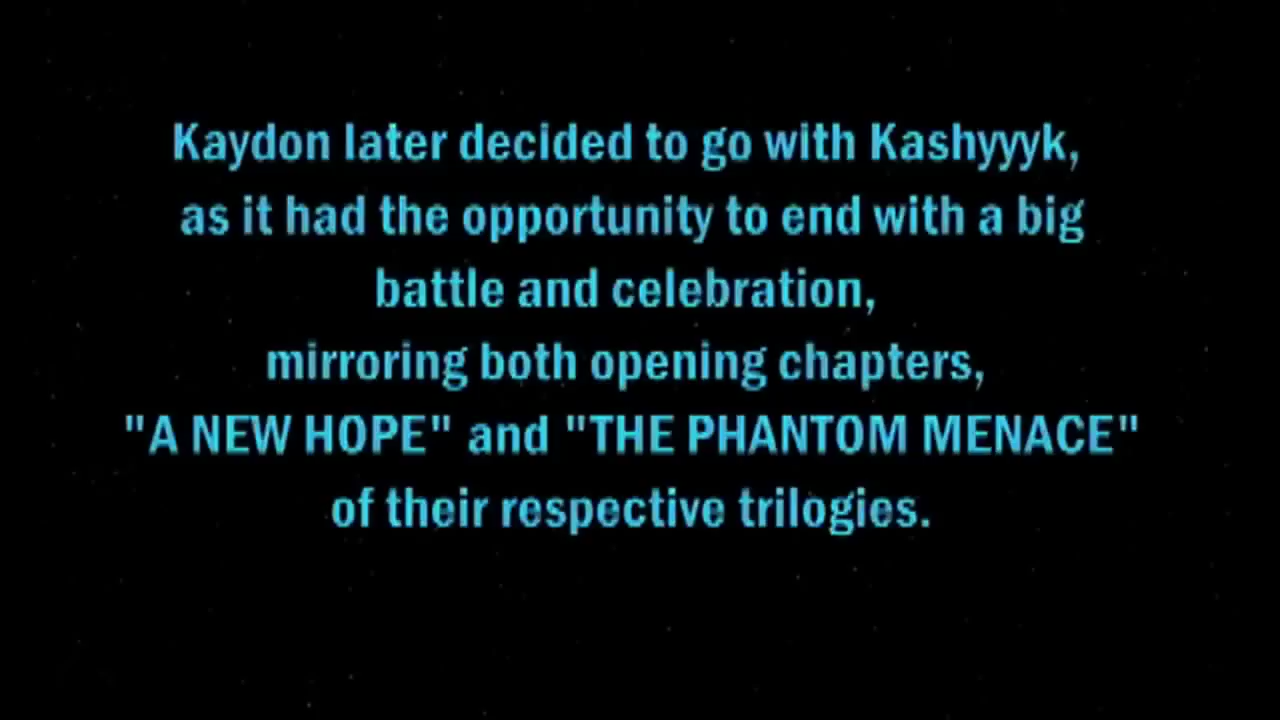 Kaydon later decided to go with Kashyyyk,
as it had the opportunity to end with a big
battle and celebration,
mirroring both opening chapters,
"A NEW HOPE" and "THE PHANTOM MENACE"
of their respective trilogies.